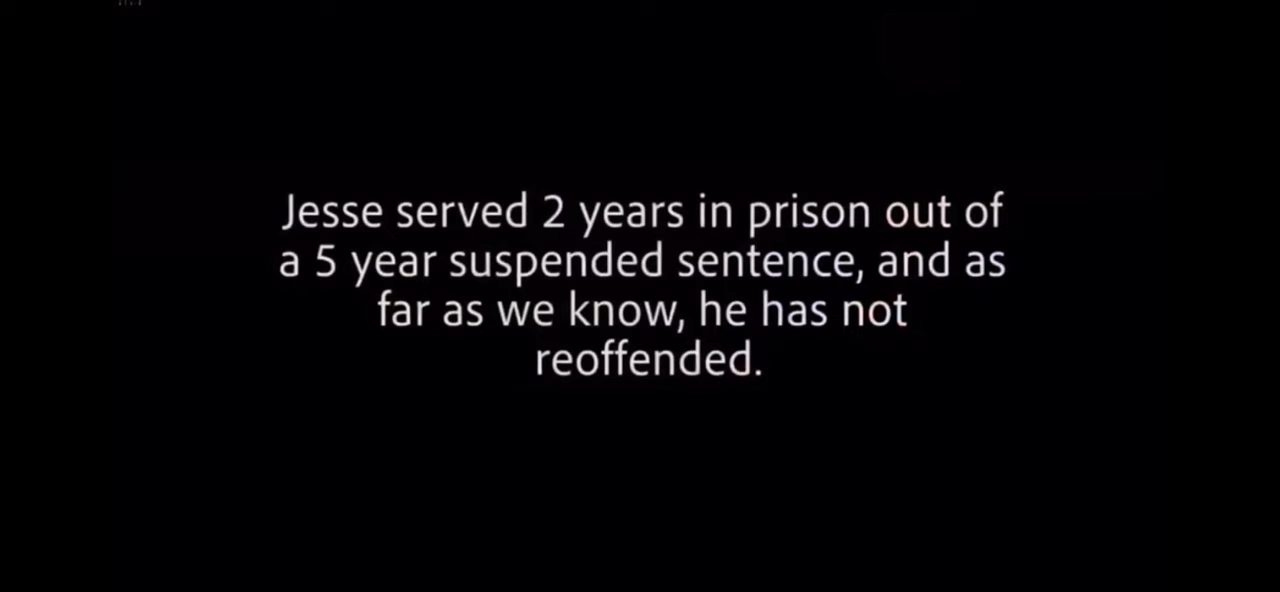 Jesse served 2 years in prison out of
a 5 year suspended sentence, and as
far as we know, he has not
reoffended.